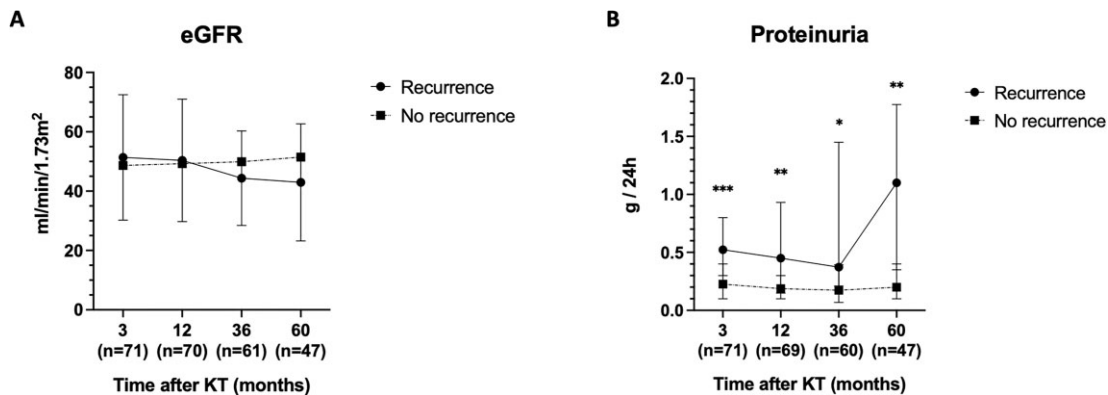 A
eGFR
ml/min/1.73m²
80
60
40
20
0
3 12 36 60
(n=71) (n=70) (n=61) (n=47)
Time after KT (months)
Recurrence
No recurrence
B
Proteinuria
g / 24h
2.0
1.5
1.0
0.5
0.0
***
**
*
**
3 12 36 60
(n=71) (n=69) (n=60) (n=47)
Time after KT (months)
Recurrence
No recurrence